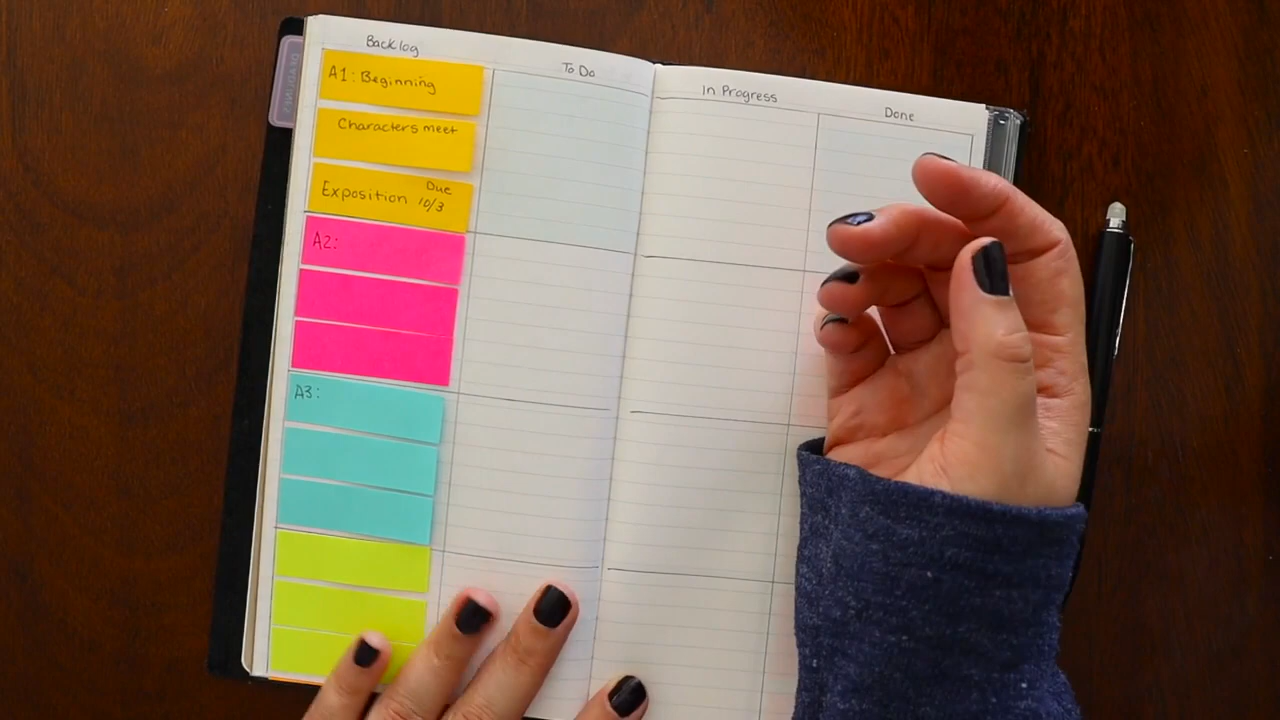 Backlog
To Do
In Progress
Done
A1: Beginning
Characters meet
Exposition Due 10/3
A2:
A3: